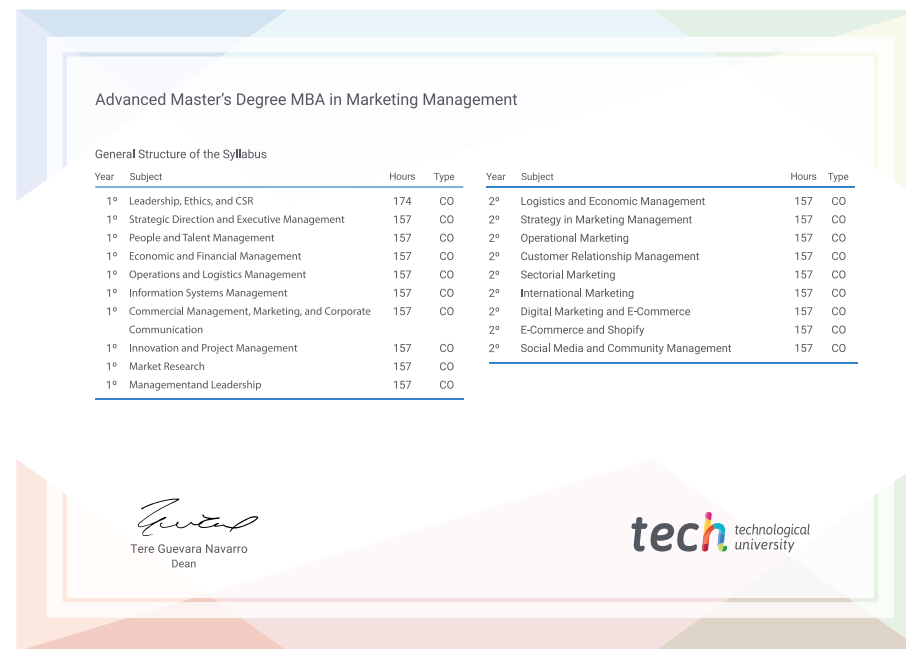 Advanced Master's Degree MBA in Marketing Management
General Structure of the Syllabus
Year Subject Hours Type
1º Leadership, Ethics, and CSR 174 CO
1º Strategic Direction and Executive Management 157 CO
1º People and Talent Management 157 CO
1º Economic and Financial Management 157 CO
1º Operations and Logistics Management 157 CO
1º Information Systems Management 157 CO
1º Commercial Management, Marketing, and Corporate 157 CO
Communication
1º Innovation and Project Management 157 CO
1º Market Research 157 CO
1º Managementand Leadership 157 CO
Year Subject Hours Type
2º Logistics and Economic Management 157 CO
2º Strategy in Marketing Management 157 CO
2º Operational Marketing 157 CO
2º Customer Relationship Management 157 CO
2º Sectorial Marketing 157 CO
2º International Marketing 157 CO
2º Digital Marketing and E-Commerce 157 CO
2º E-Commerce and Shopify 157 CO
2º Social Media and Community Management 157 CO
Tere Guevara Navarro
Dean
tech technological
university